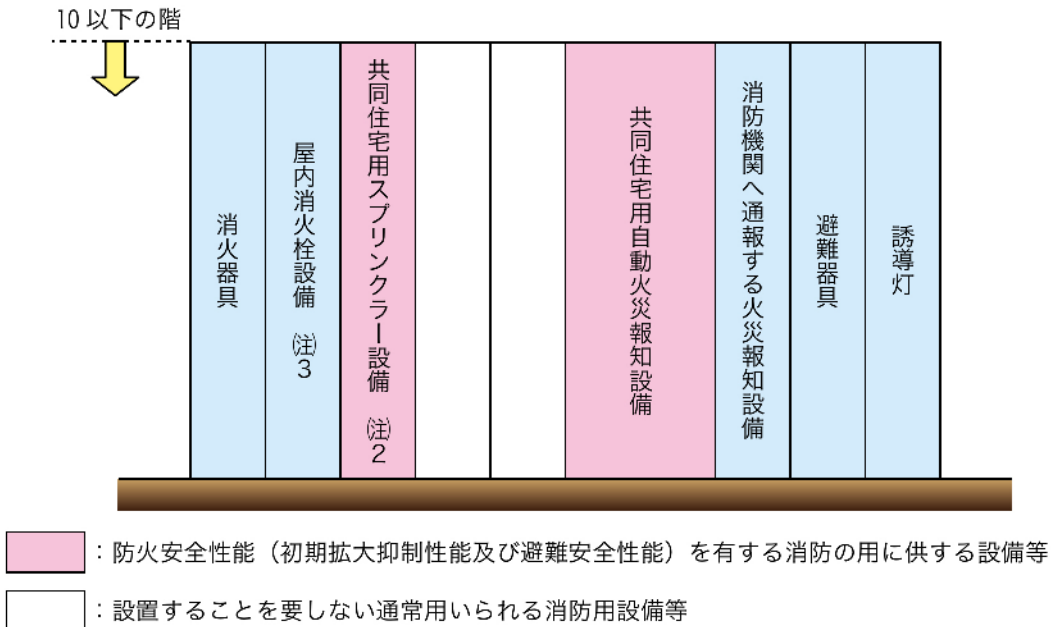 10 以下の階
消火器具
屋内消火栓設備 (注)3
共同住宅用スプリンクラー設備 (注)2
共同住宅用自動火災報知設備
消防機関へ通報する火災報知設備
避難器具
誘導灯
：防火安全性能（初期拡大抑制性能及び避難安全性能）を有する消防の用に供する設備等
：設置することを要しない通常用いられる消防用設備等